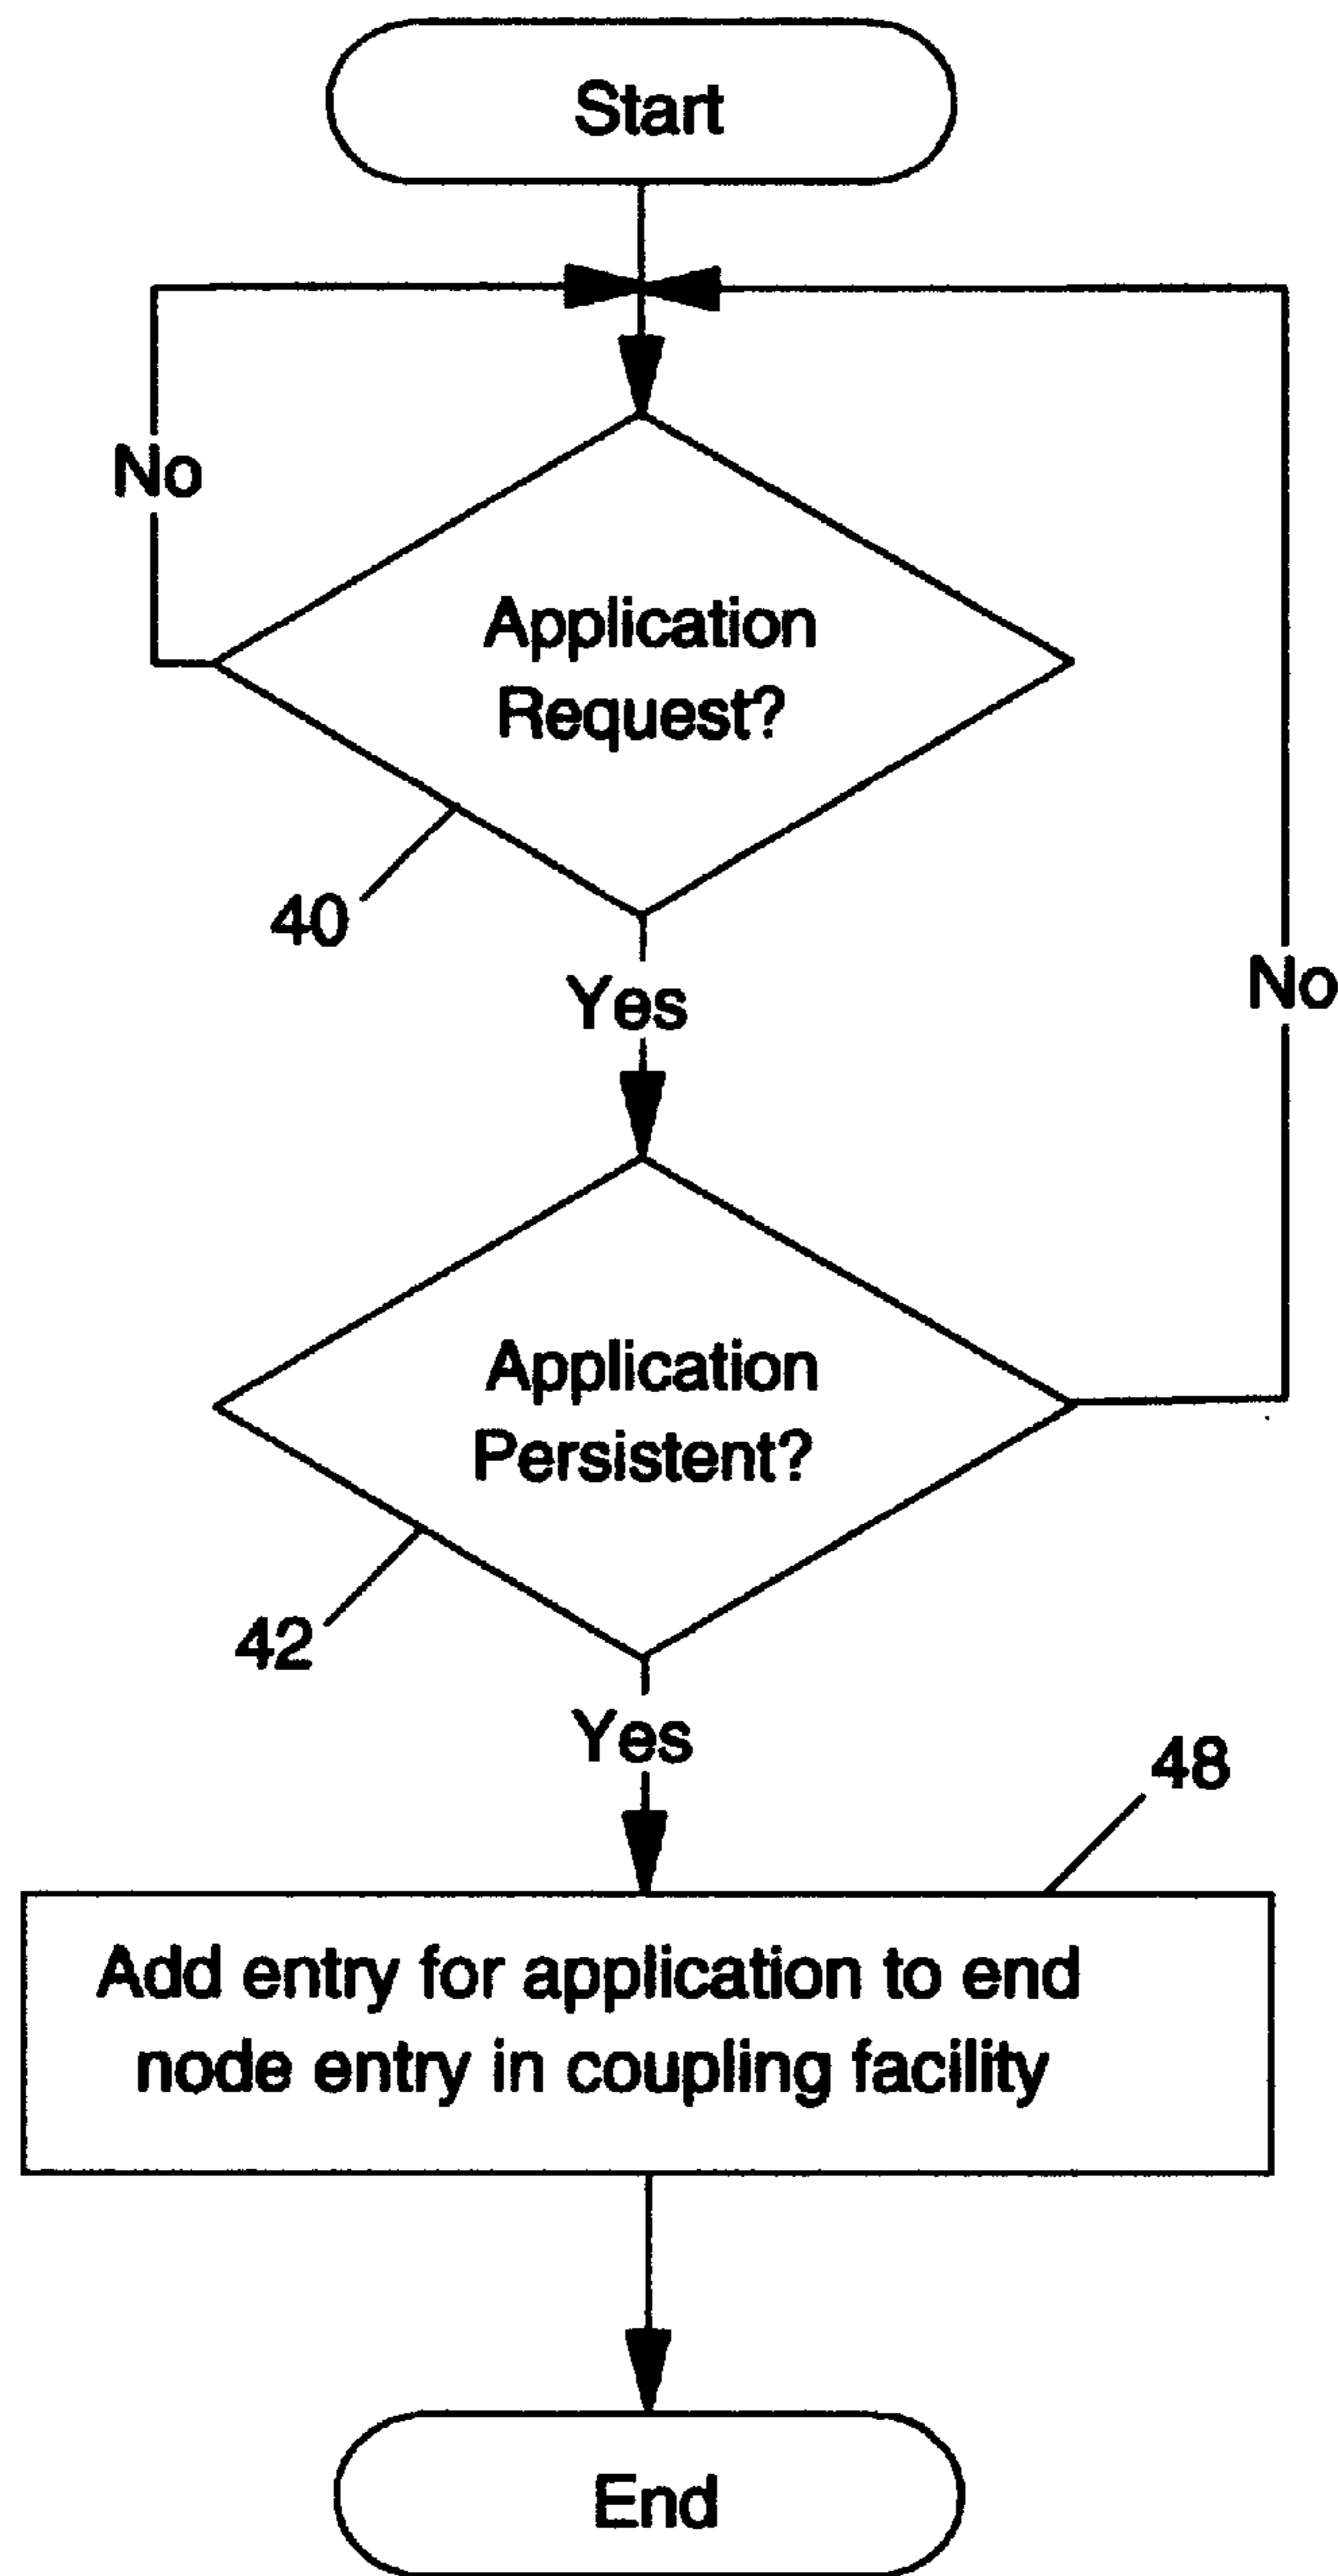 Start
No
Application
Request?
40
Yes
No
Application
Persistent?
42
Yes
48
Add entry for application to end
node entry in coupling facility
End